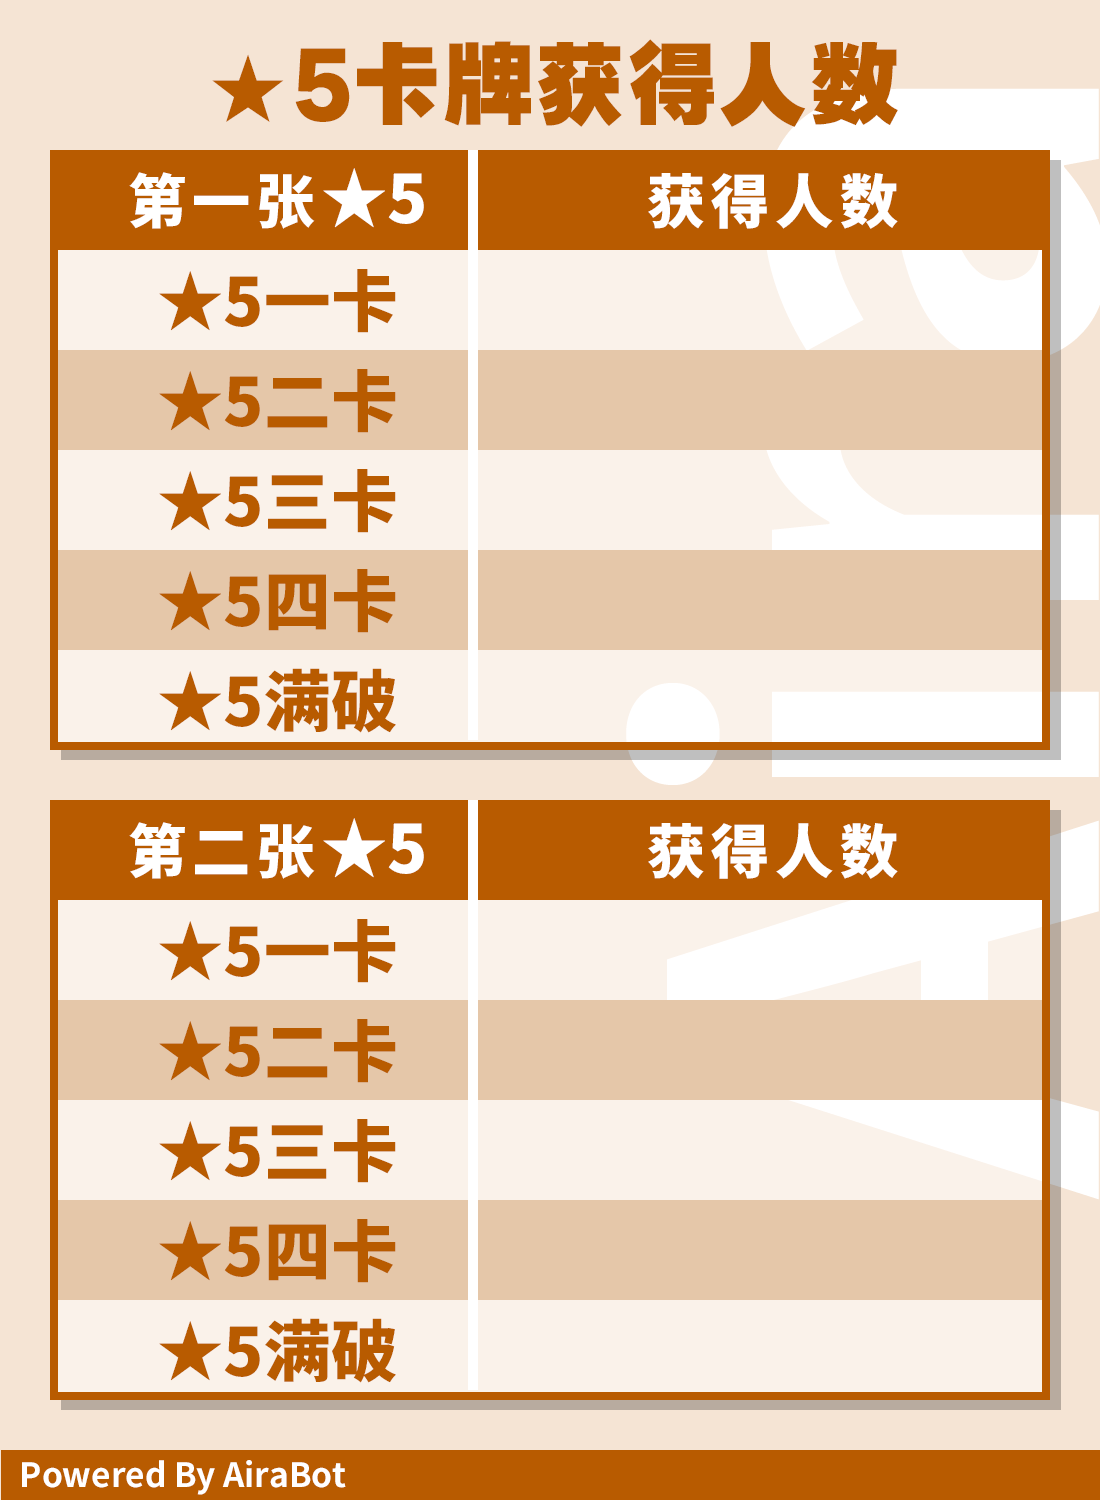 ★5卡牌获得人数
第一张★5 获得人数
★5一卡
★5二卡
★5三卡
★5四卡
★5满破
第二张★5 获得人数
★5一卡
★5二卡
★5三卡
★5四卡
★5满破
Powered By AiraBot